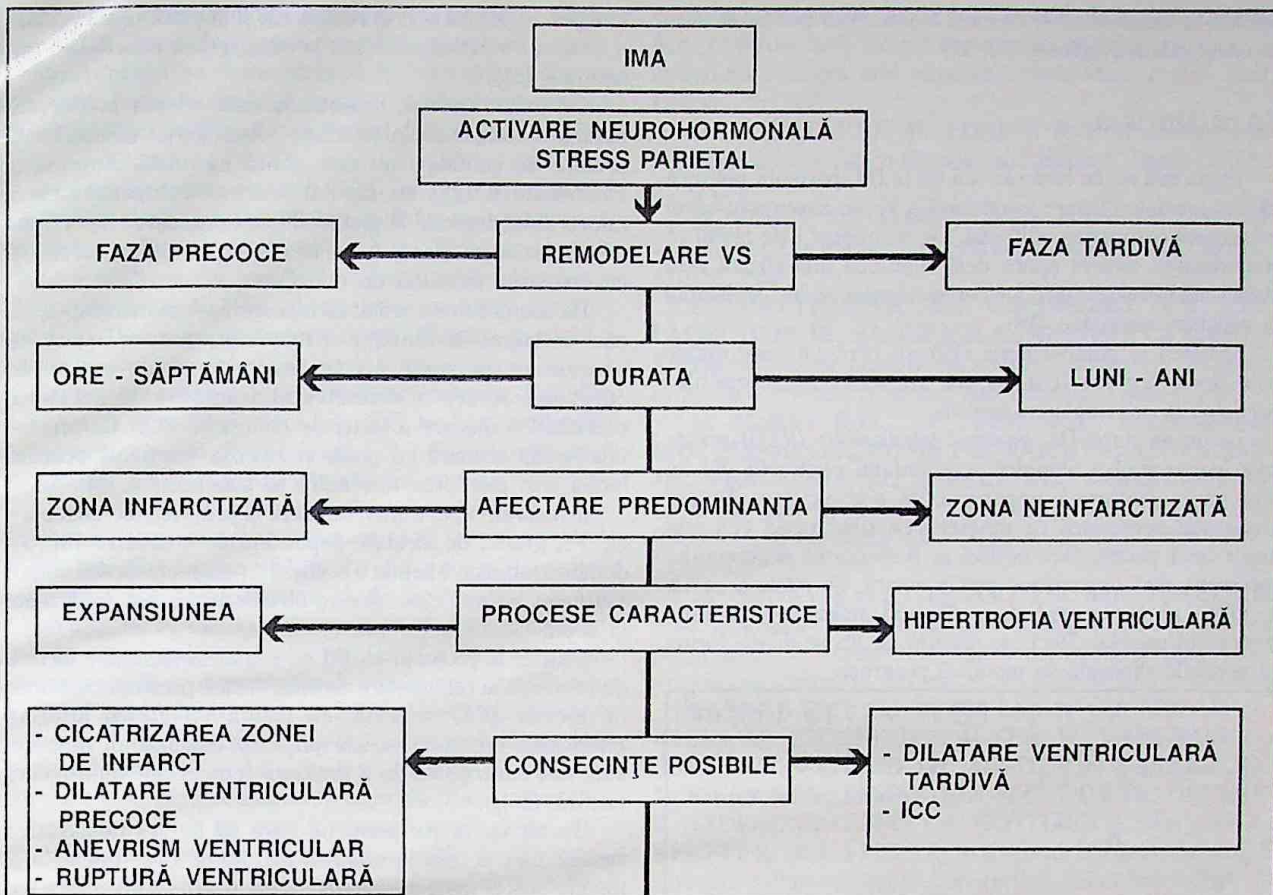 IMA
ACTIVARE NEUROHORMONALĂ
STRESS PARIETAL
FAZA PRECOCE
REMODELARE VS
FAZA TARDIVĂ
ORE - SĂPTĂMÂNI
DURATA
LUNI - ANI
ZONA INFARCTIZATĂ
AFECTARE PREDOMINANTA
ZONA NEINFARCTIZATĂ
EXPANSIUNEA
PROCESE CARACTERISTICE
HIPERTROFIA VENTRICULARĂ
- CICATRIZAREA ZONEI
DE INFARCT
- DILATARE VENTRICULARĂ
PRECOCE
- ANEVRISM VENTRICULAR
- RUPTURĂ VENTRICULARĂ
CONSECINȚE POSIBILE
- DILATARE VENTRICULARĂ
TARDIVĂ
- ICC